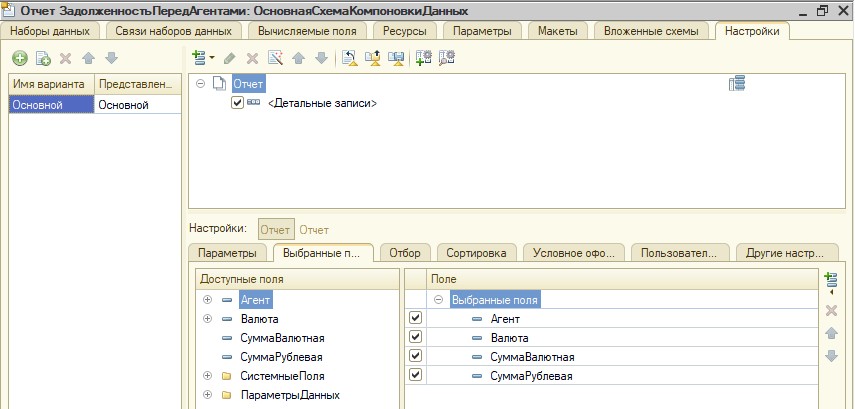 Отчет ЗадолженностьПередАгентами: ОсновнаяСхемаКомпоновкиДанных
Наборы данных Связи наборов данных Вычисляемые поля Ресурсы Параметры Макеты Вложенные схемы Настройки
Имя варианта Представлен...
Основной Основной
Отчет
<Детальные записи>
Настройки: Отчет Отчет
Параметры Выбранные п... Отбор Сортировка Условное офо... Пользовател... Другие настр...
Доступные поля Поле
Агент Выбранные поля
Валюта Агент
СуммаВалютная Валюта
СуммаРублевая СуммаВалютная
СистемныеПоля СуммаРублевая
ПараметрыДанных